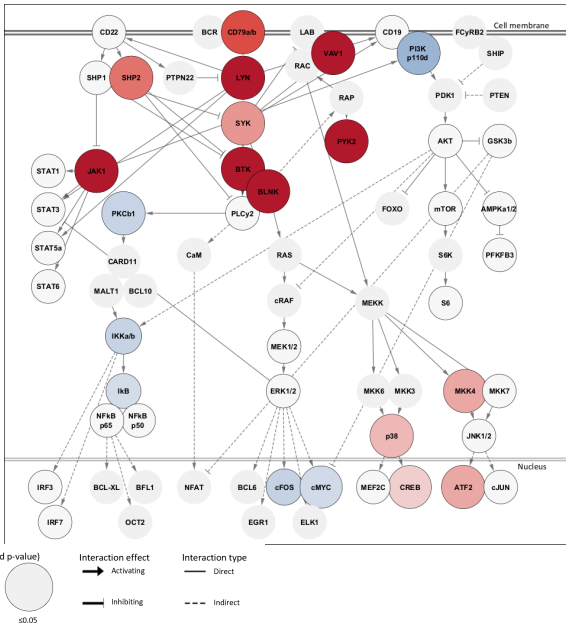 Cell membrane
CD22
BCR
CD79a/b
LAB
CD19
FCyRB2
VAV1
PI3K
p110d
SHIP
RAC
SHP1
SHP2
PTPN22
LYN
RAP
PDK1
PTEN
SYK
PYK2
AKT
GSK3b
STAT1
JAK1
BTK
BLNK
STAT3
PKCb1
PLCy2
FOXO
mTOR
AMPKa1/2
STAT5a
CARD11
CaM
RAS
S6K
PFKFB3
STAT6
MALT1
BCL10
cRAF
MEKK
S6
IKKa/b
MEK1/2
IkB
ERK1/2
MKK6
MKK3
MKK4
MKK7
NFkB
p65
NFkB
p50
p38
JNK1/2
Nucleus
IRF3
BCL-XL
BFL1
NFAT
BCL6
cFOS
cMYC
MEF2C
CREB
ATF2
cJUN
IRF7
OCT2
EGR1
ELK1
d p-value)
Interaction effect
Interaction type
Activating
Direct
Inhibiting
Indirect
≤0.05